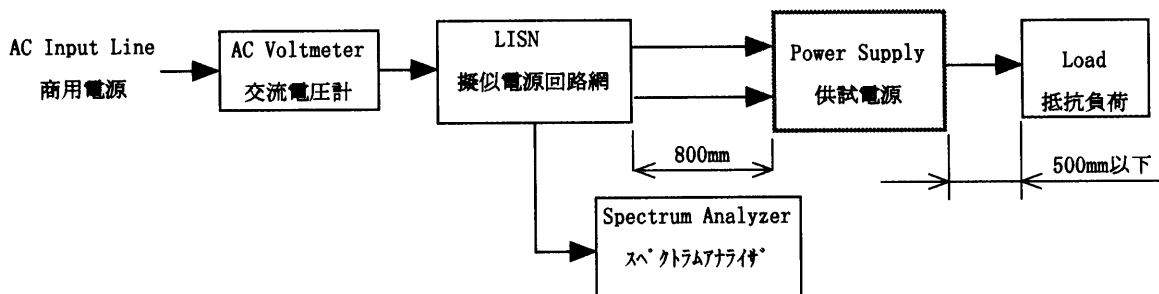 AC Input Line
商用電源
AC Voltmeter
交流電圧計
LISN
擬似電源回路網
Power Supply
供試電源
Load
抵抗負荷
800mm
500mm以下
Spectrum Analyzer
スペクトラムアナライザ